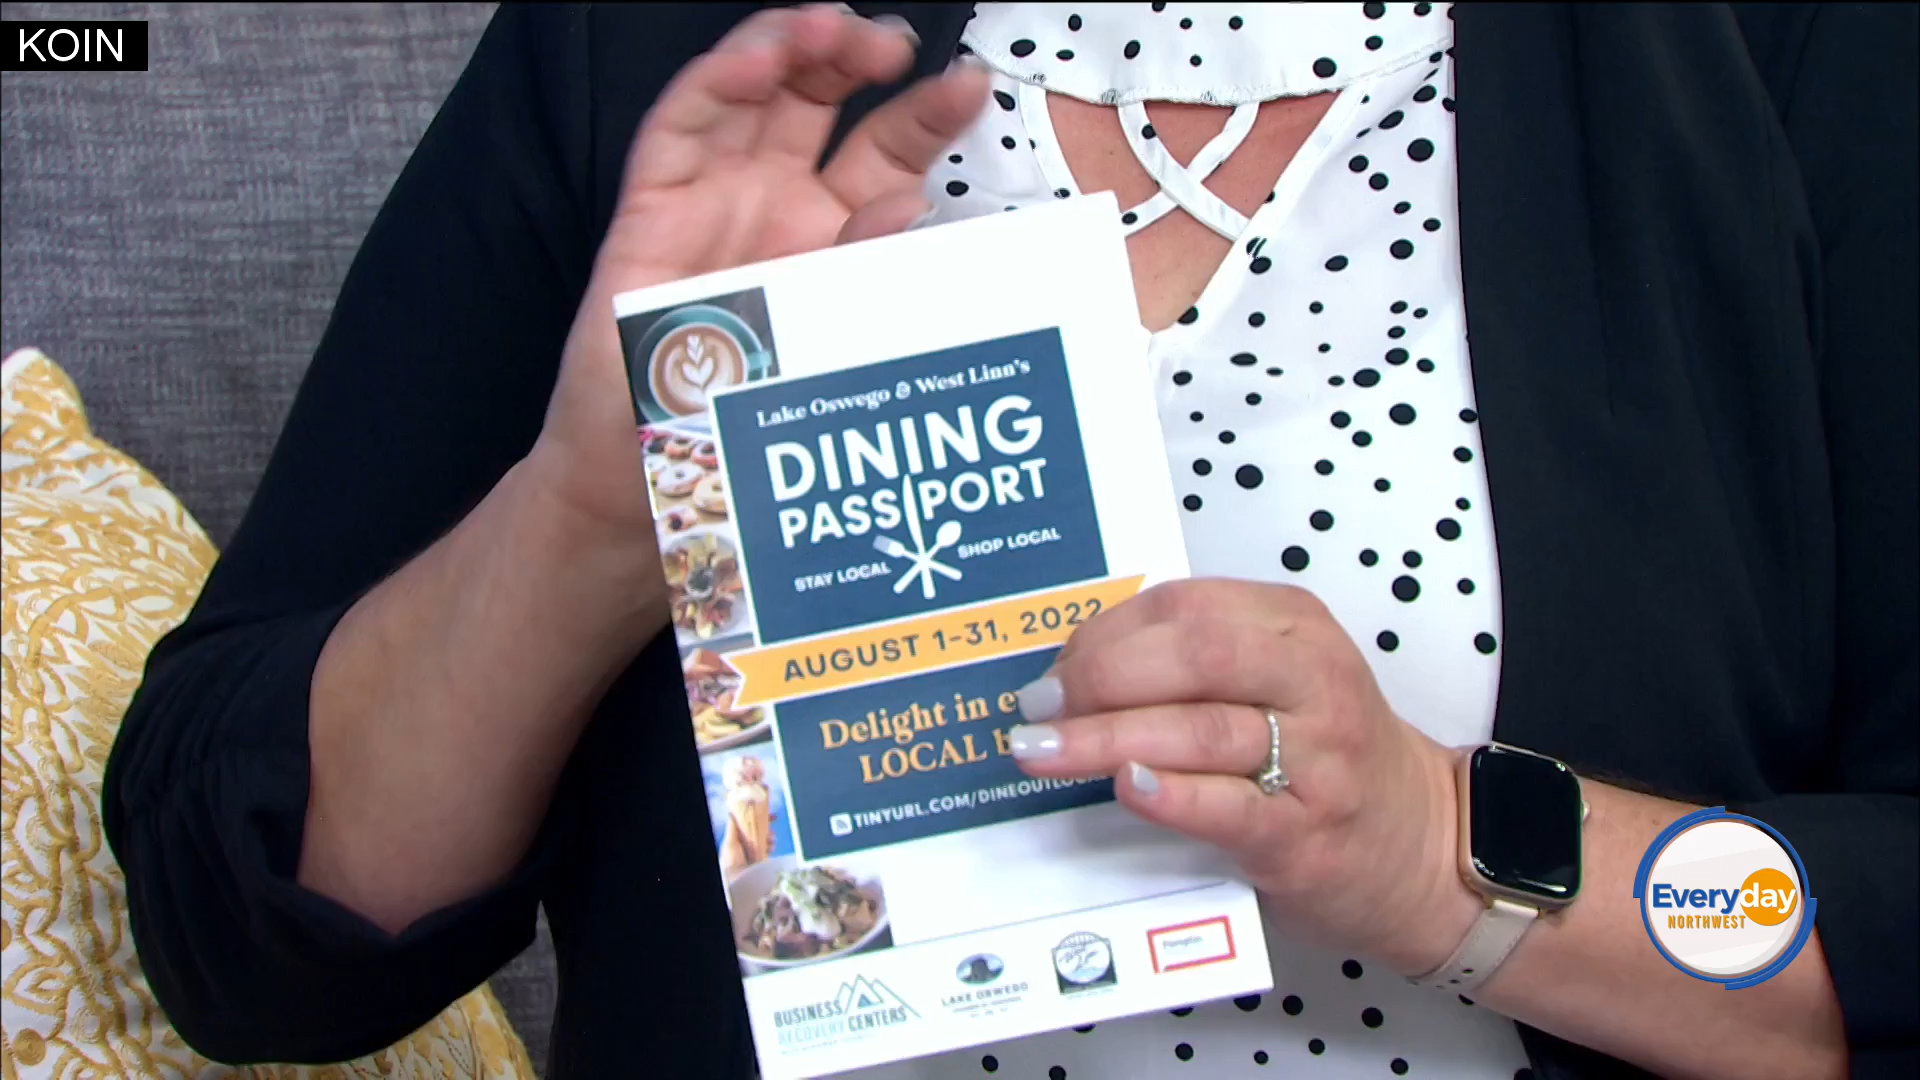 KOIN
Lake Oswego & West Linn's
DINING
PASSPORT
STAY LOCAL SHOP LOCAL
AUGUST 1-31, 2022
Delight in
LOCAL
TINYURL.COM/
BUSINESS
RECOVERY CENTERS
LAKE OSWEGO
Everyday
NORTHWEST